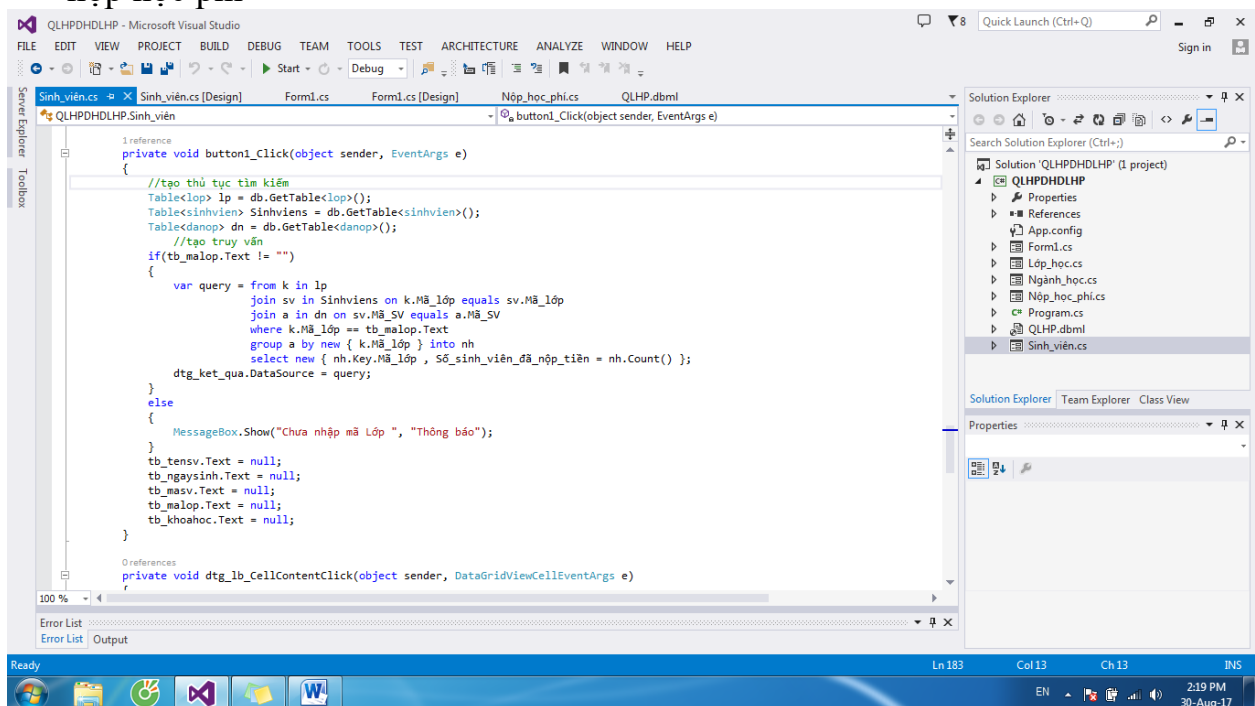 nộp học phí
QLHPDHDLHP - Microsoft Visual Studio
8
Quick Launch (Ctrl+Q)
FILE EDIT VIEW PROJECT BUILD DEBUG TEAM TOOLS TEST ARCHITECTURE ANALYZE WINDOW HELP
Sign in
Start Debug
Server Explorer
Toolbox
Sinh_viên.cs Sinh_viên.cs [Design] Form1.cs Form1.cs [Design] Nộp_học_phí.cs QLHP.dbml
QLHPDHDLHP.Sinh_viên
button1_Click(object sender, EventArgs e)
1 reference
private void button1_Click(object sender, EventArgs e)
{
//tạo thủ tục tìm kiếm
Table<lop> lp = db.GetTable<lop>();
Table<sinhvien> Sinhviens = db.GetTable<sinhvien>();
Table<danop> dn = db.GetTable<danop>();
//tạo truy vấn
if(tb_malop.Text != "")
{
var query = from k in lp
join sv in Sinhviens on k.Mã_lớp equals sv.Mã_lớp
join a in dn on sv.Mã_SV equals a.Mã_SV
where k.Mã_lớp == tb_malop.Text
group a by new { k.Mã_lớp } into nh
select new { nh.Key.Mã_lớp , Số_sinh_viên_đã_nộp_tiền = nh.Count() };
dtg_ket_qua.DataSource = query;
}
else
{
MessageBox.Show("Chưa nhập mã Lớp ", "Thông báo");
}
tb_tensv.Text = null;
tb_ngaysinh.Text = null;
tb_masv.Text = null;
tb_malop.Text = null;
tb_khoahoc.Text = null;
}
0 references
private void dtg_lb_CellContentClick(object sender, DataGridViewCellEventArgs e)
{
100 %
Error List
Error List Output
Solution Explorer
Search Solution Explorer (Ctrl+;)
Solution 'QLHPDHDLHP' (1 project)
QLHPDHDLHP
Properties
References
App.config
Form1.cs
Lớp_học.cs
Ngành_học.cs
Nộp_học_phí.cs
Program.cs
QLHP.dbml
Sinh_viên.cs
Solution Explorer Team Explorer Class View
Properties
Ready
Ln 183 Col 13 Ch 13 INS
EN
2:19 PM
30-Aug-17